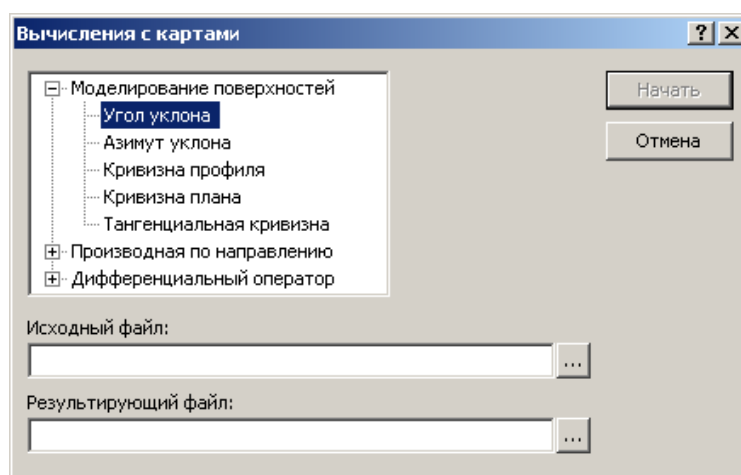 Вычисления с картами
Моделирование поверхностей
Начать
Угол уклона
Азимут уклона
Отмена
Кривизна профиля
Кривизна плана
Тангенциальная кривизна
Производная по направлению
Дифференциальный оператор
Исходный файл:
...
Результирующий файл:
...